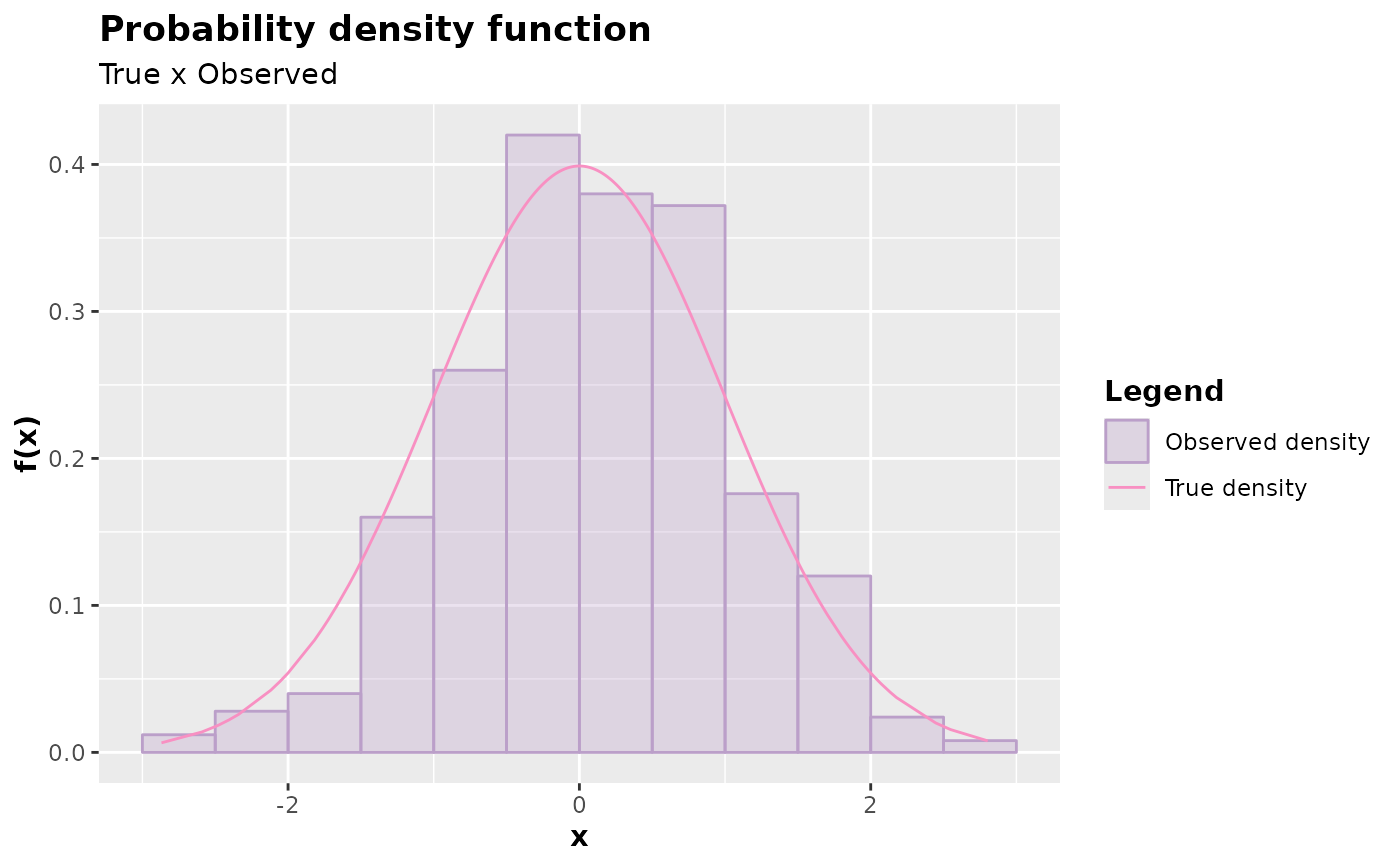 Probability density function
True x Observed
0.4
0.3
0.2
0.1
0.0
f(x)
-2 0 2
x
Legend
Observed density
True density